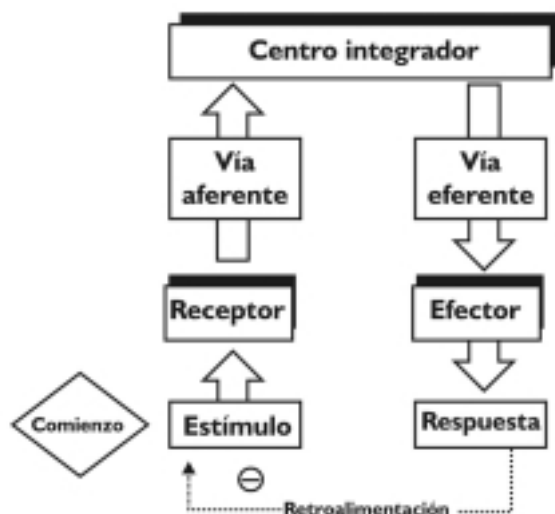 Centro integrador
Vía
aferente
Vía
eferente
Receptor
Efector
Comienzo
Estímulo
Respuesta
Retroalimentación